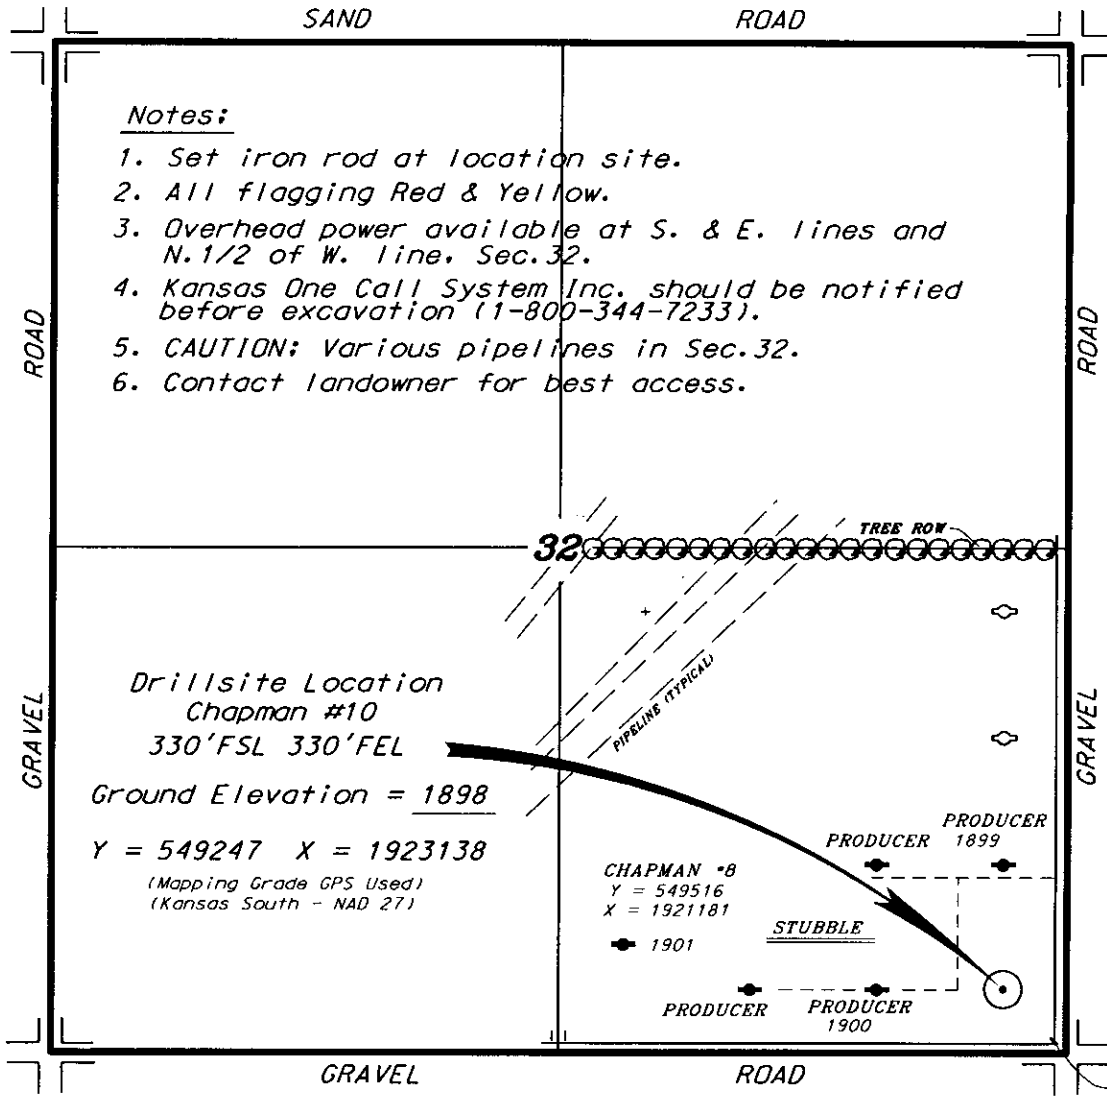 SAND ROAD
Notes:
1. Set iron rod at location site.
2. All flagging Red & Yellow.
3. Overhead power available at S. & E. lines and
N.1/2 of W. line, Sec.32.
4. Kansas One Call System Inc. should be notified
before excavation (1-800-344-7233).
5. CAUTION: Various pipelines in Sec.32.
6. Contact landowner for best access.
ROAD
ROAD
32
TREE ROW
PIPELINE (TYPICAL)
Drillsite Location
Chapman #10
330'FSL 330'FEL
Ground Elevation = 1898
Y = 549247 X = 1923138
(Mapping Grade GPS Used)
(Kansas South - NAD 27)
GRAVEL
GRAVEL
PRODUCER
PRODUCER
1899
CHAPMAN #8
Y = 549516
X = 1921181
1901
STUBBLE
PRODUCER
PRODUCER
1900
GRAVEL ROAD